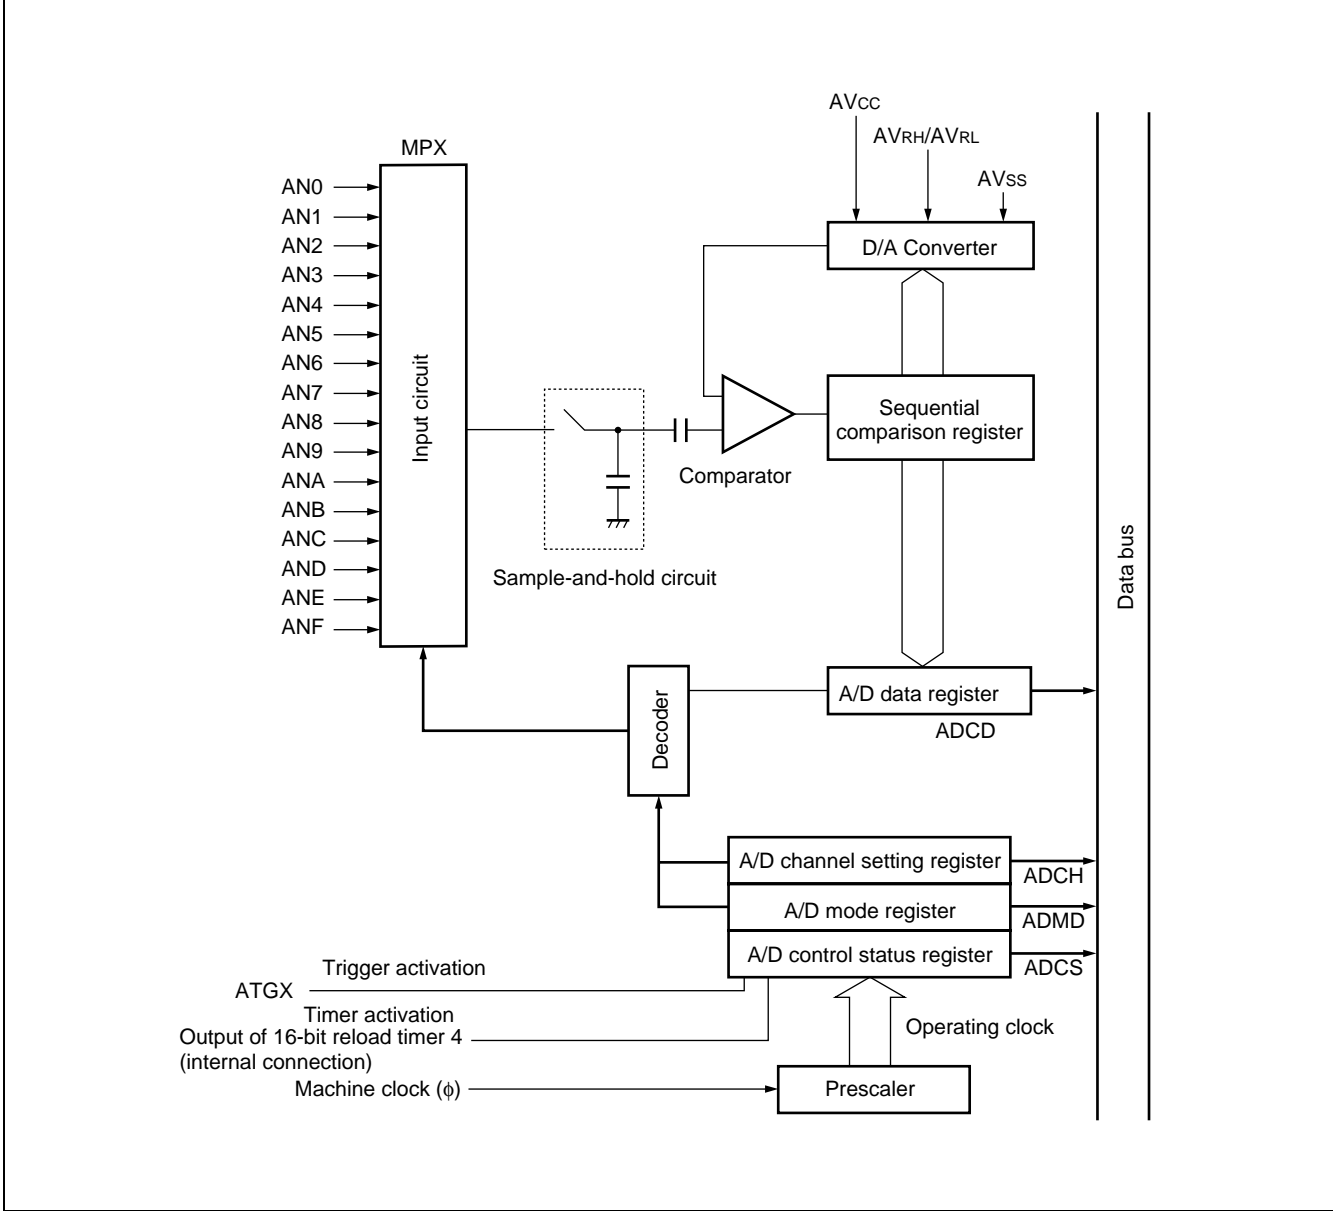 AVCC
AVRH/AVRL
AVSS
MPX
AN0
AN1
AN2
AN3
AN4
AN5
AN6
AN7
AN8
AN9
ANA
ANB
ANC
AND
ANE
ANF
Input circuit
D/A Converter
Sequential
comparison register
Comparator
Sample-and-hold circuit
Data bus
Decoder
A/D data register
ADCD
A/D channel setting register
ADCH
A/D mode register
ADMD
A/D control status register
ADCS
Trigger activation
ATGX
Timer activation
Output of 16-bit reload timer 4
(internal connection)
Operating clock
Machine clock (ϕ)
Prescaler